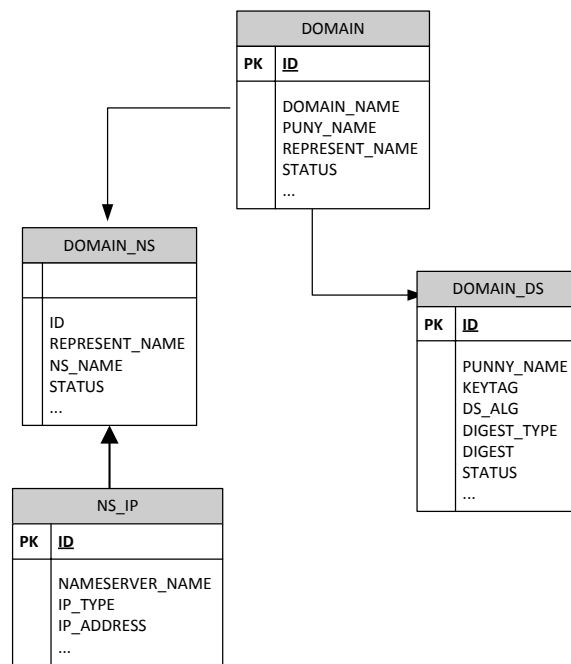 DOMAIN
PK ID
DOMAIN_NAME
PUNY_NAME
REPRESENT_NAME
STATUS
...
DOMAIN_NS
ID
REPRESENT_NAME
NS_NAME
STATUS
...
DOMAIN_DS
PK ID
PUNNY_NAME
KEYTAG
DS_ALG
DIGEST_TYPE
DIGEST
STATUS
...
NS_IP
PK ID
NAMESERVER_NAME
IP_TYPE
IP_ADDRESS
...